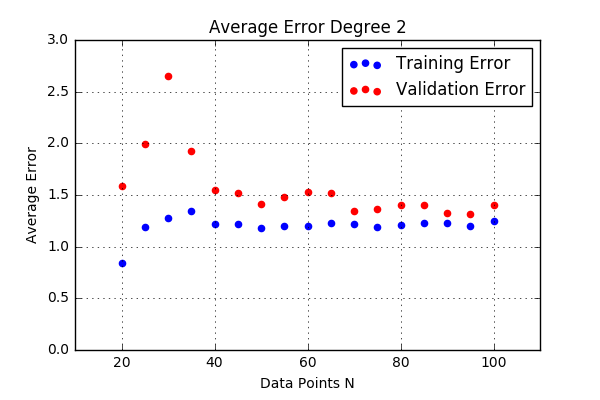 Average Error Degree 2
3.0
2.5
2.0
1.5
1.0
0.5
0.0
Average Error
Training Error
Validation Error
20 40 60 80 100
Data Points N